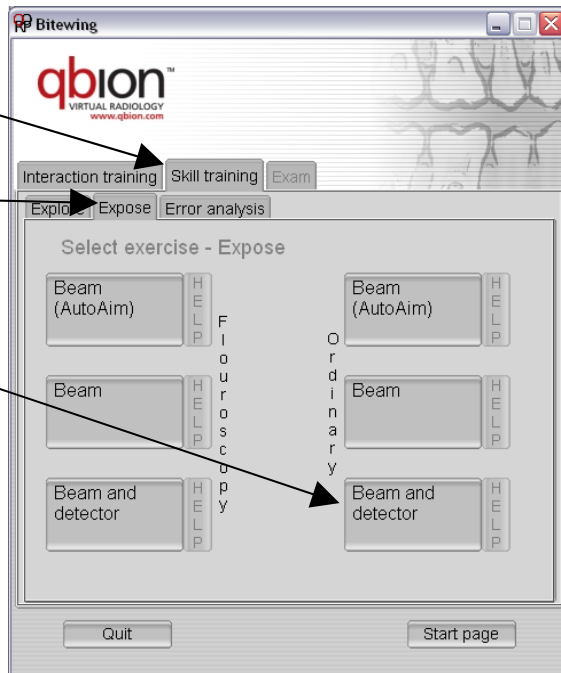 Bitewing
qbion™
VIRTUAL RADIOLOGY
www.qbion.com
Interaction training Skill training Exam
Explore Expose Error analysis
Select exercise - Expose
Beam
(AutoAim)
HELP
Beam
HELP
Beam and
detector
HELP
Flouroscopy
Ordinary
Beam
(AutoAim)
HELP
Beam
HELP
Beam and
detector
HELP
Quit
Start page